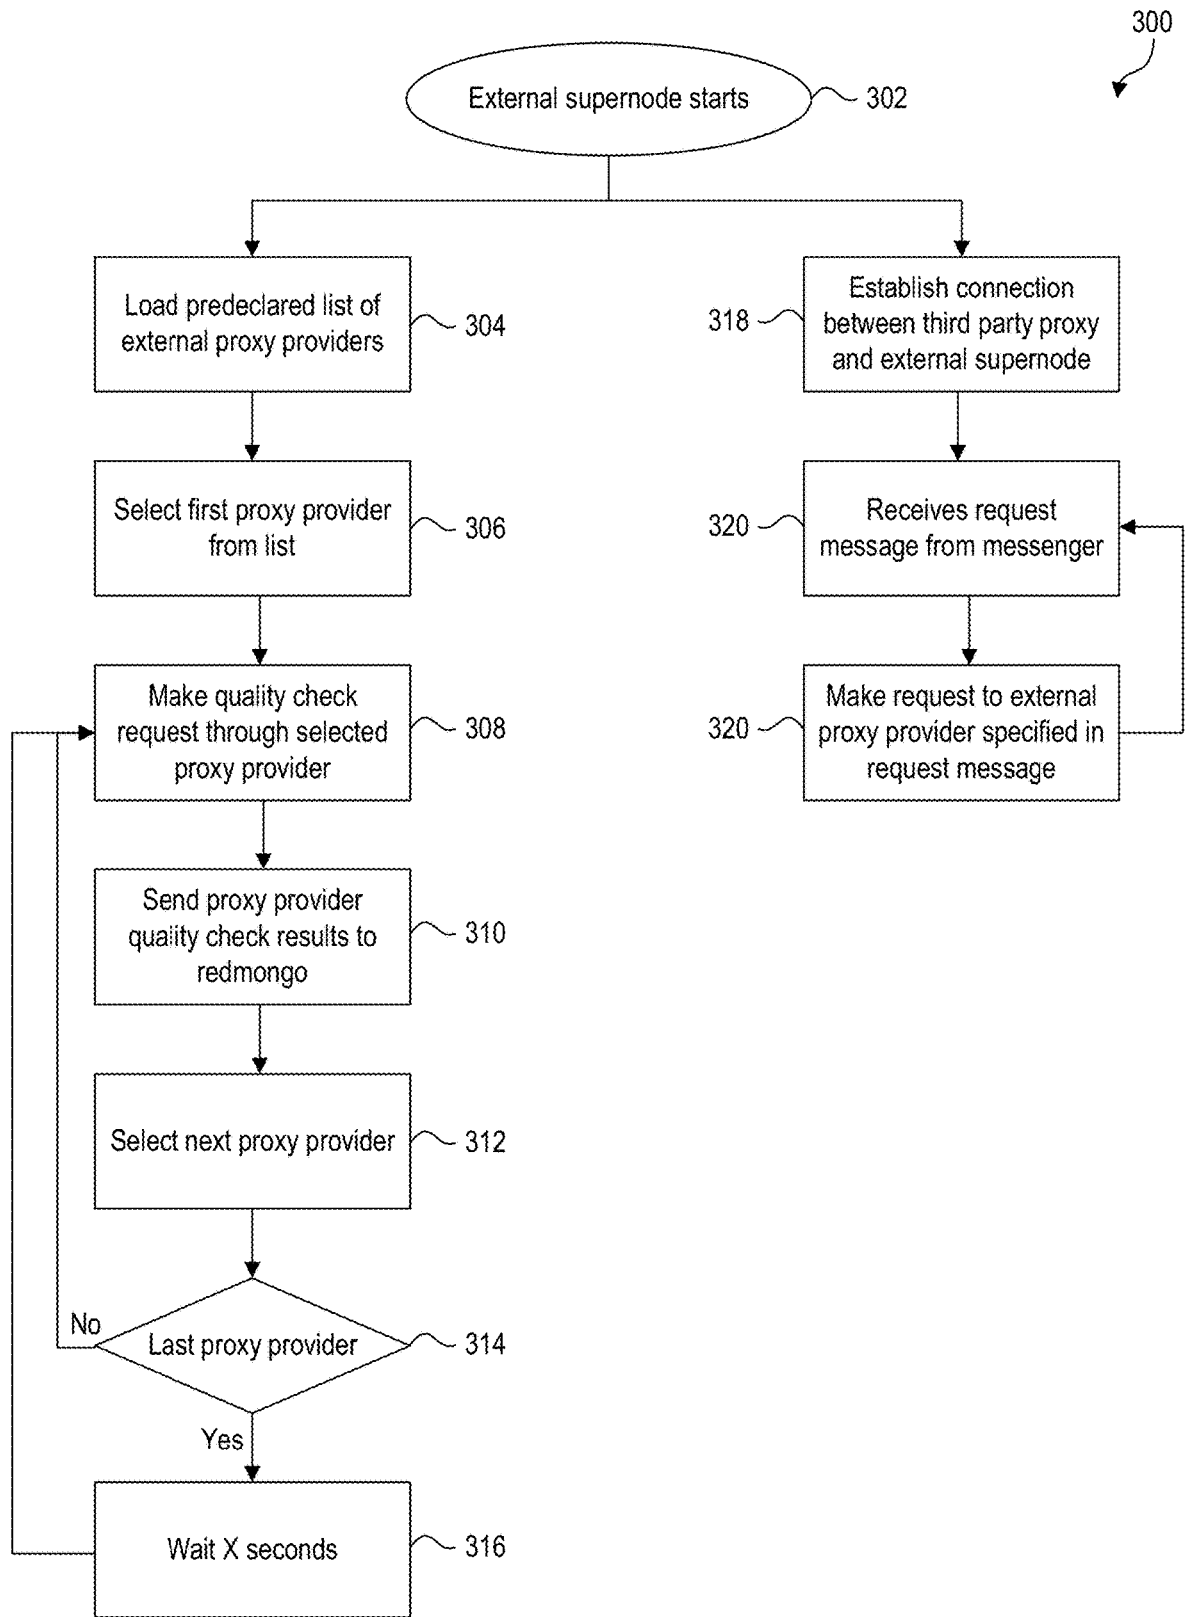 300
External supernode starts
302
Load predeclared list of
external proxy providers
304
Select first proxy provider
from list
306
Make quality check
request through selected
proxy provider
308
Send proxy provider
quality check results to
redmongo
310
Select next proxy provider
312
No
Last proxy provider
314
Yes
Wait X seconds
316
318
Establish connection
between third party proxy
and external supernode
320
Receives request
message from messenger
320
Make request to external
proxy provider specified in
request message